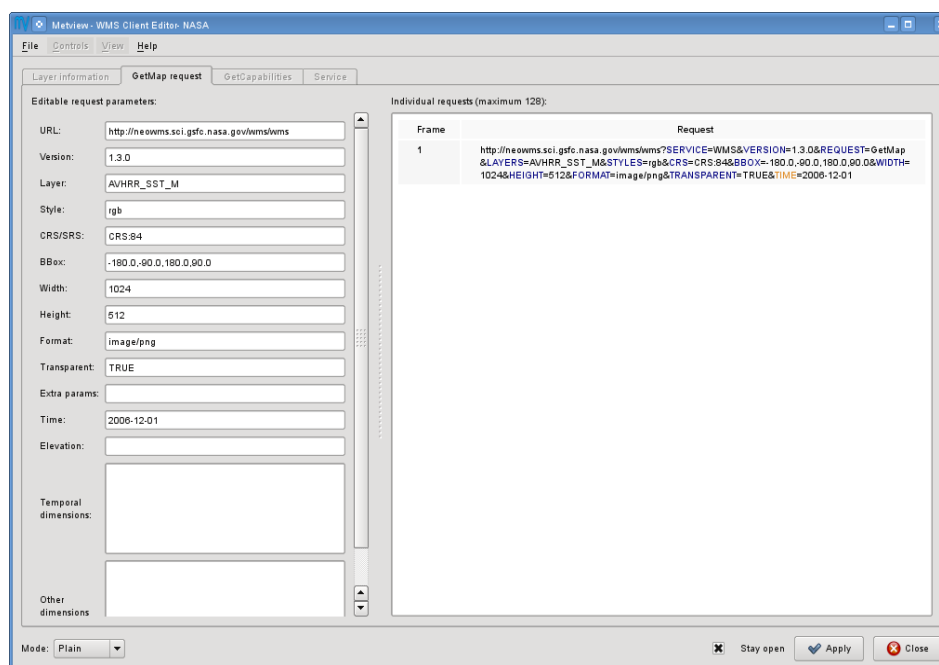 Metview - WMS Client Editor- NASA
File Controls View Help
Layer information GetMap request GetCapabilities Service
Editable request parameters:
URL: http://neowms.sci.gsfc.nasa.gov/wms/wms
Version: 1.3.0
Layer: AVHRR_SST_M
Style: rgb
CRS/SRS: CRS:84
BBox: -180.0,-90.0,180.0,90.0
Width: 1024
Height: 512
Format: image/png
Transparent: TRUE
Extra params:
Time: 2006-12-01
Elevation:
Temporal
dimensions:
Other
dimensions
Individual requests (maximum 128):
Frame Request
1 http://neowms.sci.gsfc.nasa.gov/wms/wms?SERVICE=WMS&VERSION=1.3.0&REQUEST=GetMap
&LAYERS=AVHRR_SST_M&STYLES=rgb&CRS=CRS:84&BBOX=-180.0,-90.0,180.0,90.0&WIDTH=
1024&HEIGHT=512&FORMAT=image/png&TRANSPARENT=TRUE&TIME=2006-12-01
Mode: Plain Stay open Apply Close